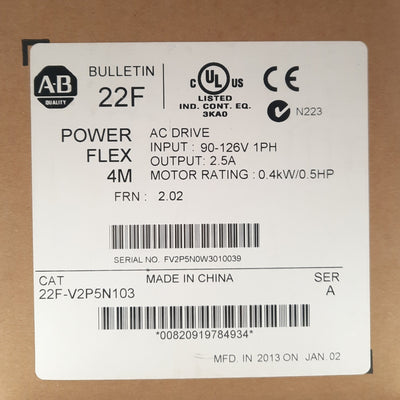 A-B
QUALITY
BULLETIN
22F
C UL US
LISTED
IND. CONT. EQ.
3KA0
CE
N223
POWER
FLEX
4M
AC DRIVE
INPUT : 90-126V 1PH
OUTPUT: 2.5A
MOTOR RATING : 0.4kW/0.5HP
FRN : 2.02
SERIAL NO. FV2P5N0W3010039
CAT
22F-V2P5N103
MADE IN CHINA
SER
A
*00820919784934*
MFD. IN 2013 ON JAN. 02